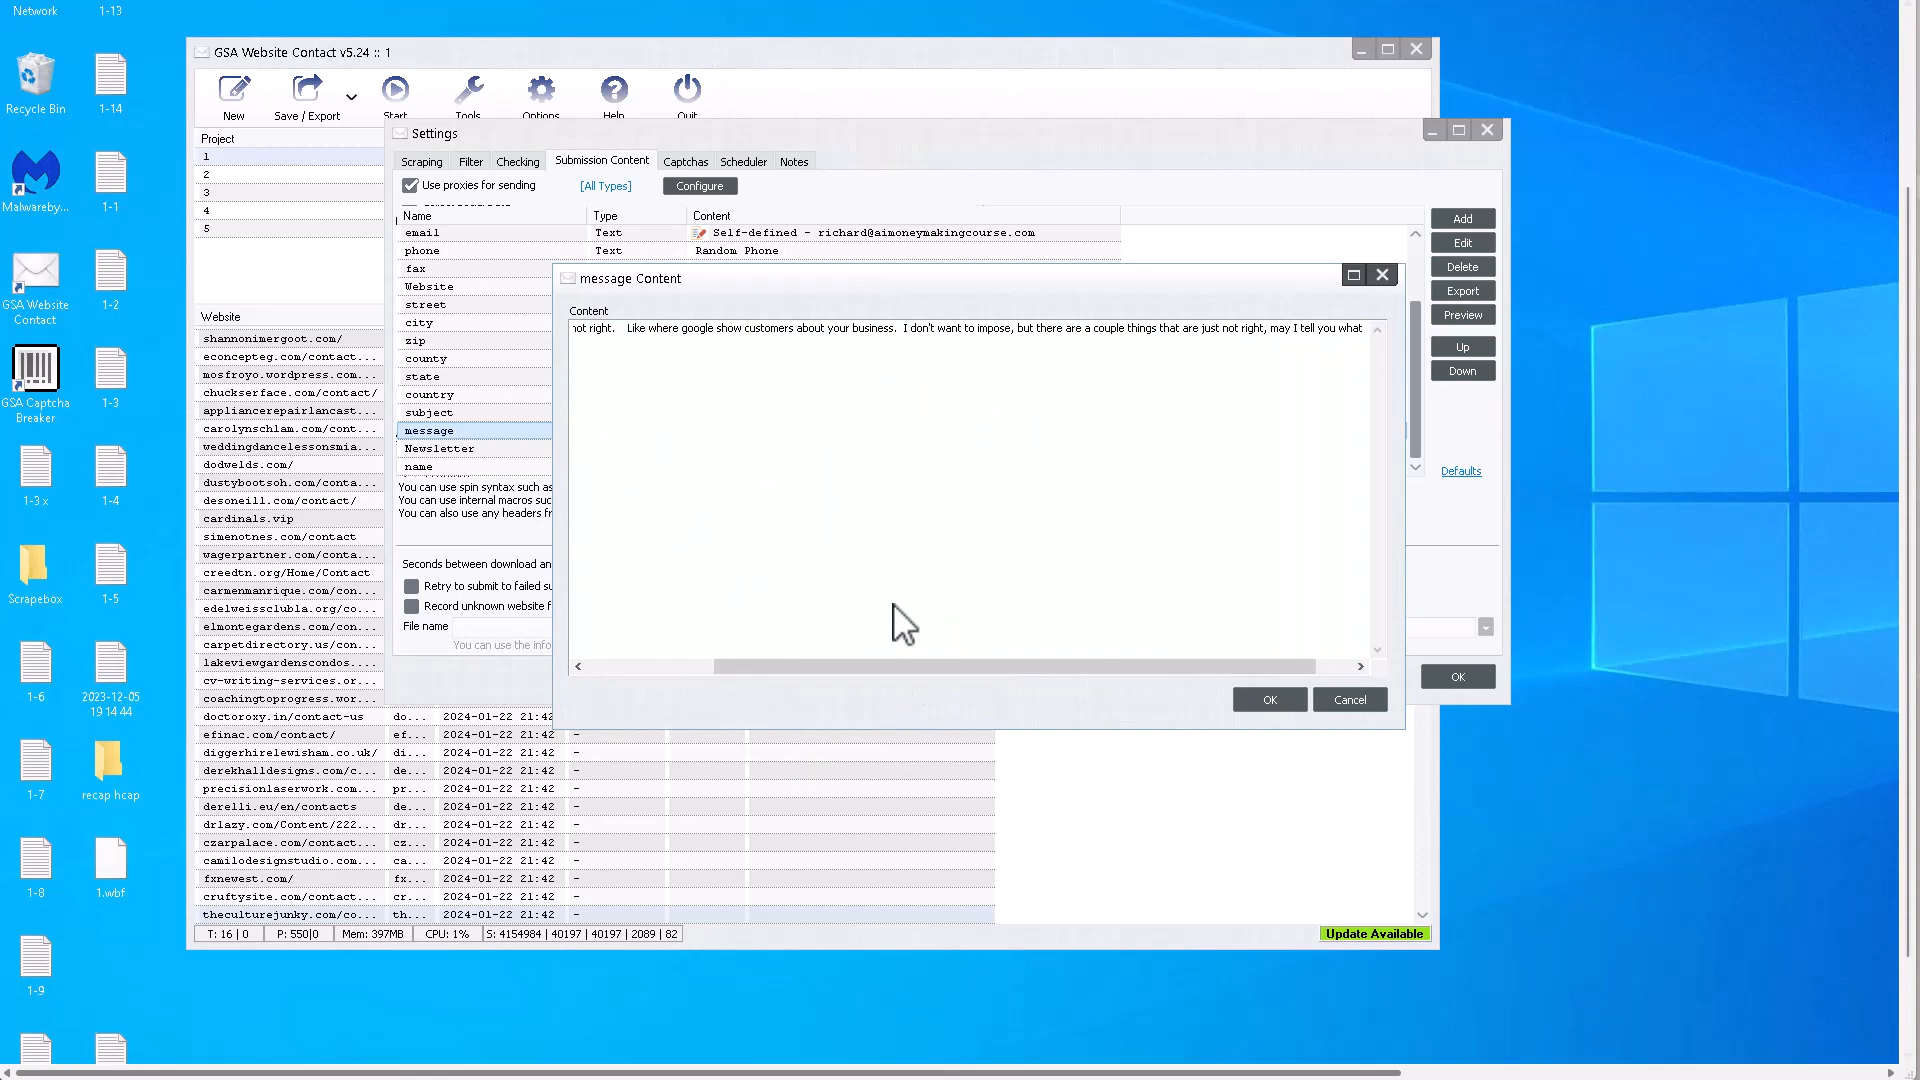 Network
1-13
Recycle Bin
1-14
Malwareby...
1-1
GSA Website
Contact
1-2
GSA Captcha
Breaker
1-3
1-3 x
1-4
Scrapebox
1-5
1-6
2023-12-05
19 14 44
1-7
recap hcap
1-8
1.wbf
1-9
GSA Website Contact v5.24 :: 1
New
Save / Export
Start
Tools
Options
Help
Quit
Project
1
2
3
4
5
Website
shannonimergoot.com/
econcepteg.com/contact...
mosfroyo.wordpress.com...
chuckserface.com/contact/
appliancerepairlancast...
carolynschlam.com/cont...
weddingdancelessonsmia...
dodwelds.com/
dustybootsoh.com/conta...
desoneill.com/contact/
cardinals.vip
simenotnes.com/contact
wagerpartner.com/conta...
creedtn.org/Home/Contact
carmenmanrique.com/con...
edelweissclubla.org/co...
elmontegardens.com/con...
carpetdirectory.us/con...
lakeviewgardenscondos...
cv-writing-services.or...
coachingtoprogress.wor...
doctoroxy.in/contact-us do... 2024-01-22 21:42
efinac.com/contact/ ef... 2024-01-22 21:42 -
diggerhirelewisham.co.uk/ di... 2024-01-22 21:42 -
derekhalldesigns.com/c... de... 2024-01-22 21:42 -
precisionlaserwork.com... pr... 2024-01-22 21:42 -
derelli.eu/en/contacts de... 2024-01-22 21:42 -
drlazy.com/Content/222... dr... 2024-01-22 21:42 -
czarpalace.com/contact... cz... 2024-01-22 21:42 -
camilodesignstudio.com... ca... 2024-01-22 21:42 -
fxnewest.com/ fx... 2024-01-22 21:42 -
cruftysite.com/contact... cr... 2024-01-22 21:42 -
theculturejunky.com/co... th... 2024-01-22 21:42 -
T: 16 | 0 P: 550|0 Mem: 397MB CPU: 1% S: 4154984 | 40197 | 40197 | 2089 | 82
Update Available
Settings
Scraping Filter Checking Submission Content Captchas Scheduler Notes
Use proxies for sending [All Types] Configure
Name Type Content
email Text Self-defined - richard@aimoneymakingcourse.com
phone Text Random Phone
fax
Website
street
city
zip
county
state
country
subject
message
Newsletter
name
You can use spin syntax such as
You can use internal macros suc
You can also use any headers fr
Seconds between download an
Retry to submit to failed su
Record unknown website f
File name
You can use the info
Add
Edit
Delete
Export
Preview
Up
Down
Defaults
OK
message Content
Content
not right. Like where google show customers about your business. I don't want to impose, but there are a couple things that are just not right, may I tell you what
OK
Cancel